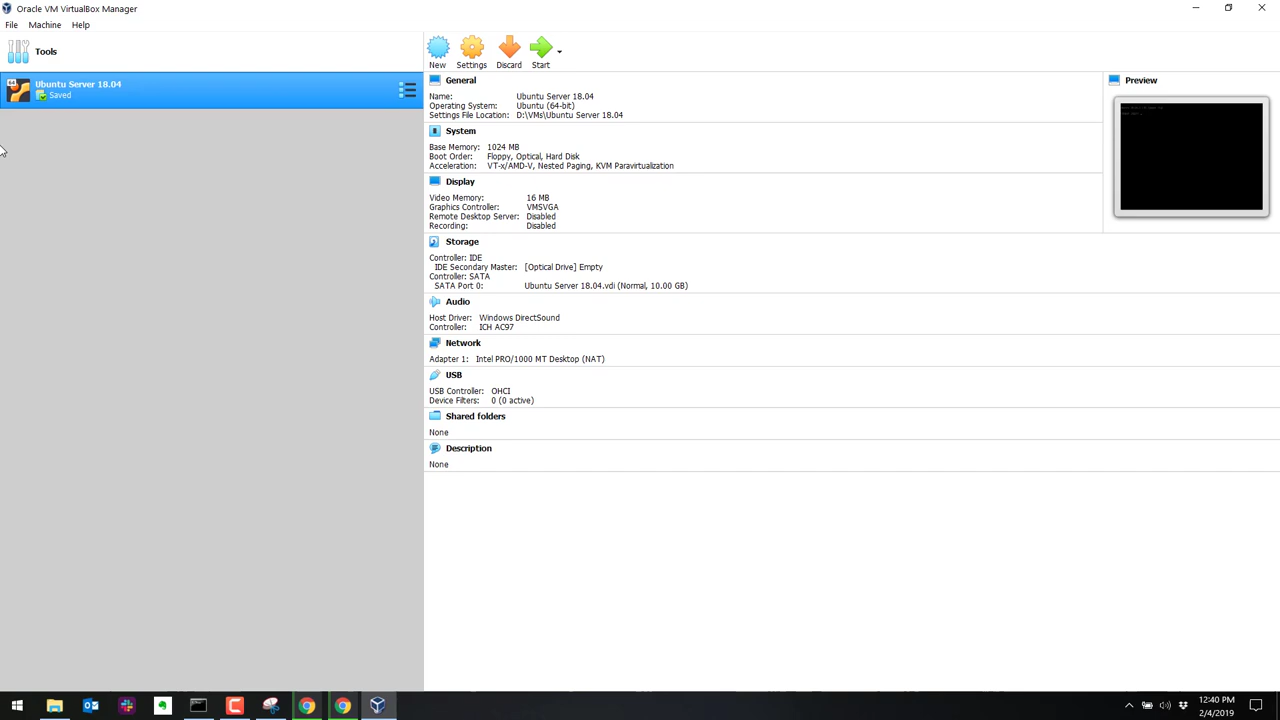 Oracle VM VirtualBox Manager
File Machine Help
Tools
64
Ubuntu Server 18.04
Saved
New Settings Discard Start
General
Name: Ubuntu Server 18.04
Operating System: Ubuntu (64-bit)
Settings File Location: D:\VMs\Ubuntu Server 18.04
System
Base Memory: 1024 MB
Boot Order: Floppy, Optical, Hard Disk
Acceleration: VT-x/AMD-V, Nested Paging, KVM Paravirtualization
Display
Video Memory: 16 MB
Graphics Controller: VMSVGA
Remote Desktop Server: Disabled
Recording: Disabled
Storage
Controller: IDE
IDE Secondary Master: [Optical Drive] Empty
Controller: SATA
SATA Port 0: Ubuntu Server 18.04.vdi (Normal, 10.00 GB)
Audio
Host Driver: Windows DirectSound
Controller: ICH AC97
Network
Adapter 1: Intel PRO/1000 MT Desktop (NAT)
USB
USB Controller: OHCI
Device Filters: 0 (0 active)
Shared folders
None
Description
None
Preview
12:40 PM
2/4/2019